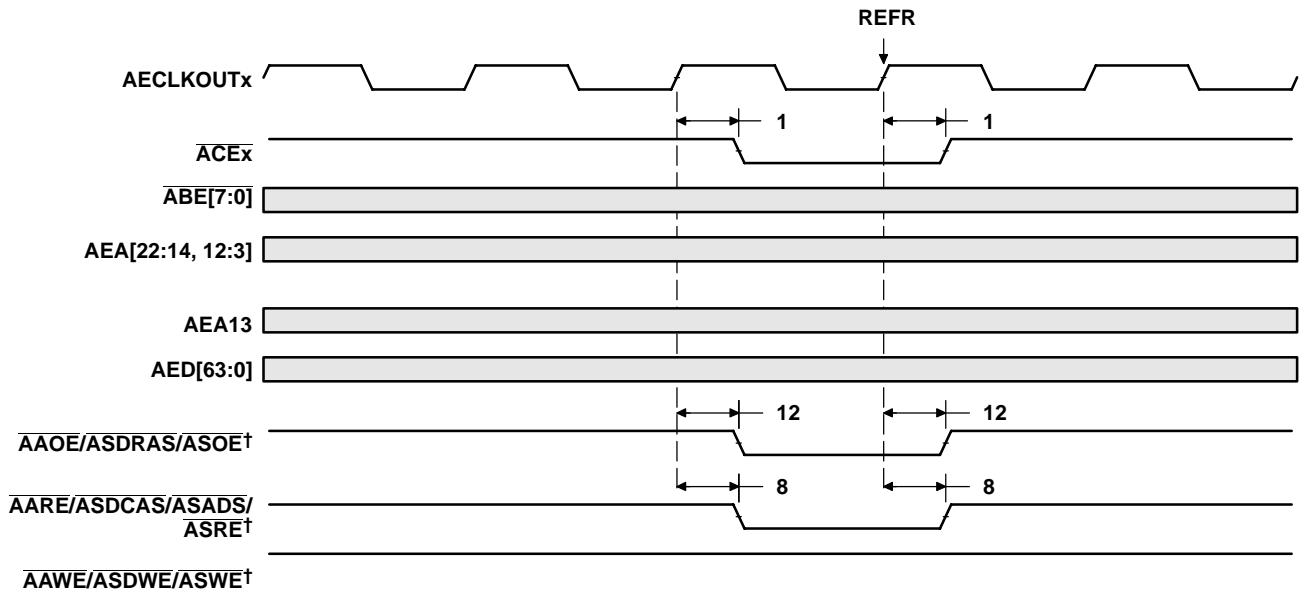 REFR
AECLKOUTx
1 1
ACEx
ABE[7:0]
AEA[22:14, 12:3]
AEA13
AED[63:0]
12 12
AAOE/ASDRAS/ASOE†
8 8
AARE/ASDCAS/ASADS/
ASRE†
AAWE/ASDWE/ASWE†